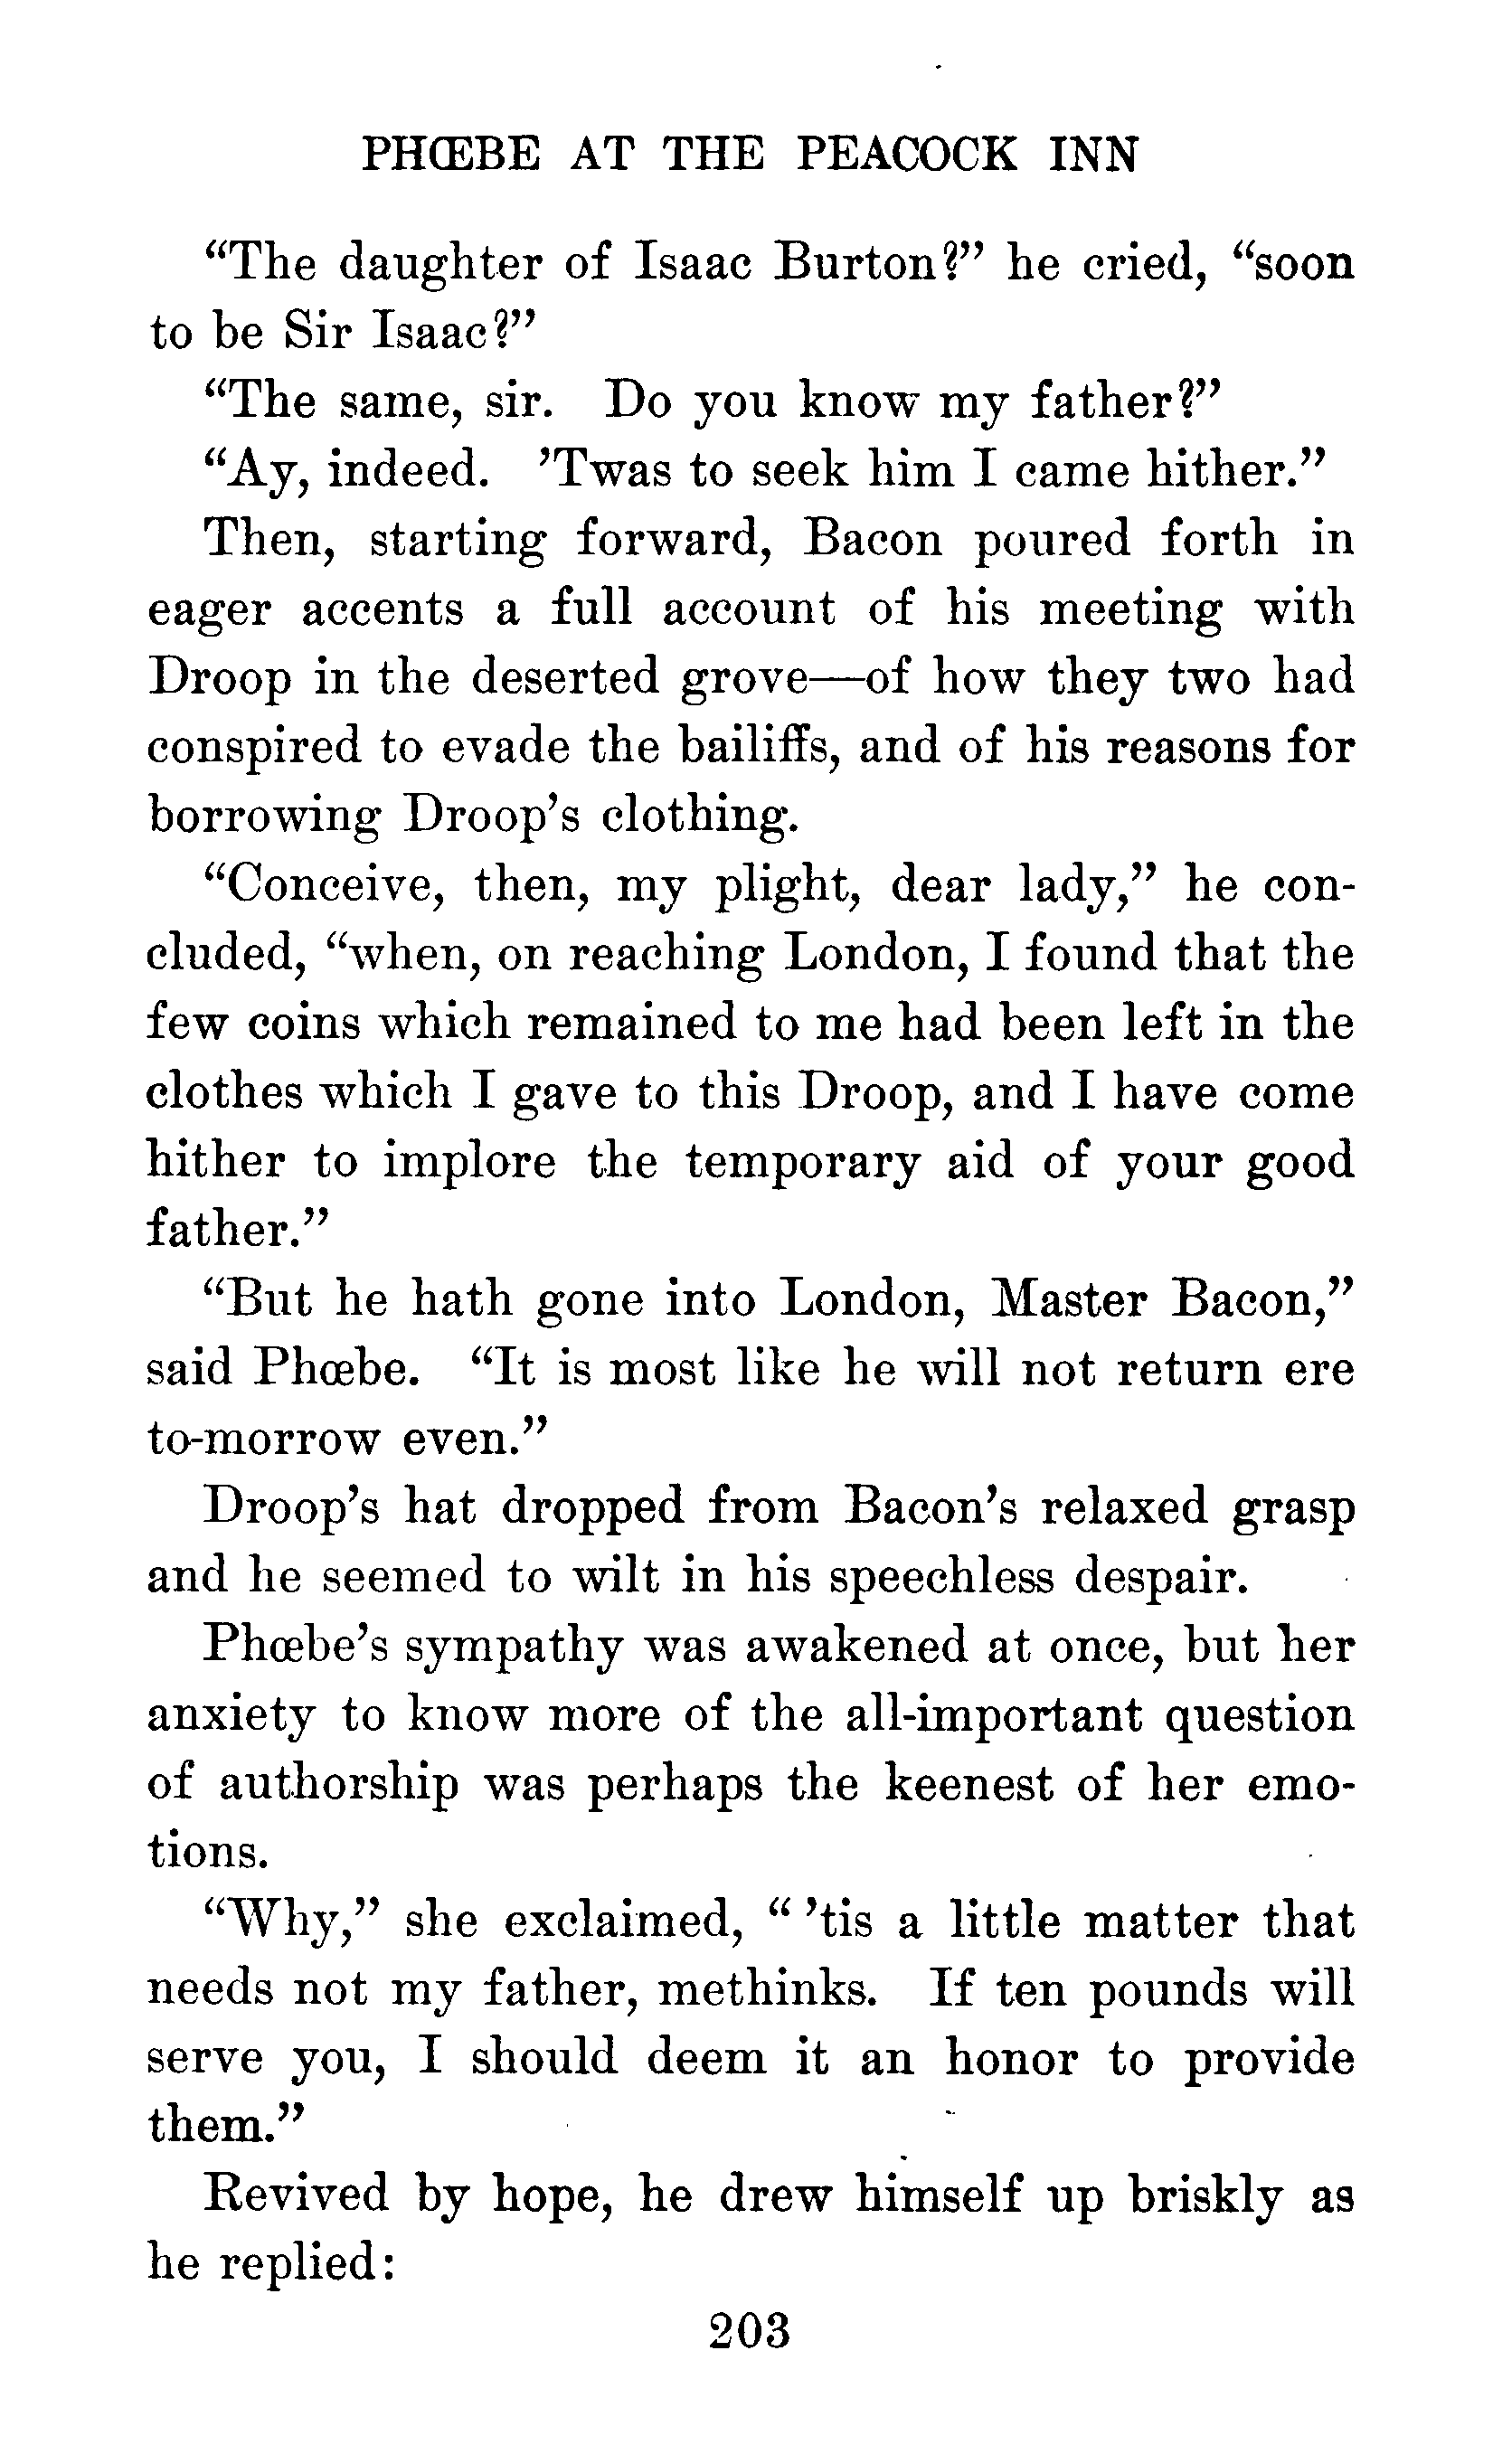 PHŒBE AT THE PEACOCK INN
“The daughter of Isaac Burton?” he cried, “soon
to be Sir Isaac?”
“The same, sir. Do you know my father?”
“Ay, indeed. ’Twas to seek him I came hither.”
Then, starting forward, Bacon poured forth in
eager accents a full account of his meeting with
Droop in the deserted grove—of how they two had
conspired to evade the bailiffs, and of his reasons for
borrowing Droop’s clothing.
“Conceive, then, my plight, dear lady,” he con-
cluded, “when, on reaching London, I found that the
few coins which remained to me had been left in the
clothes which I gave to this Droop, and I have come
hither to implore the temporary aid of your good
father.”
“But he hath gone into London, Master Bacon,”
said Phœbe. “It is most like he will not return ere
to-morrow even.”
Droop’s hat dropped from Bacon’s relaxed grasp
and he seemed to wilt in his speechless despair.
Phœbe’s sympathy was awakened at once, but her
anxiety to know more of the all-important question
of authorship was perhaps the keenest of her emo-
tions.
“Why,” she exclaimed, “ ’tis a little matter that
needs not my father, methinks. If ten pounds will
serve you, I should deem it an honor to provide
them.”
Revived by hope, he drew himself up briskly as
he replied:
203